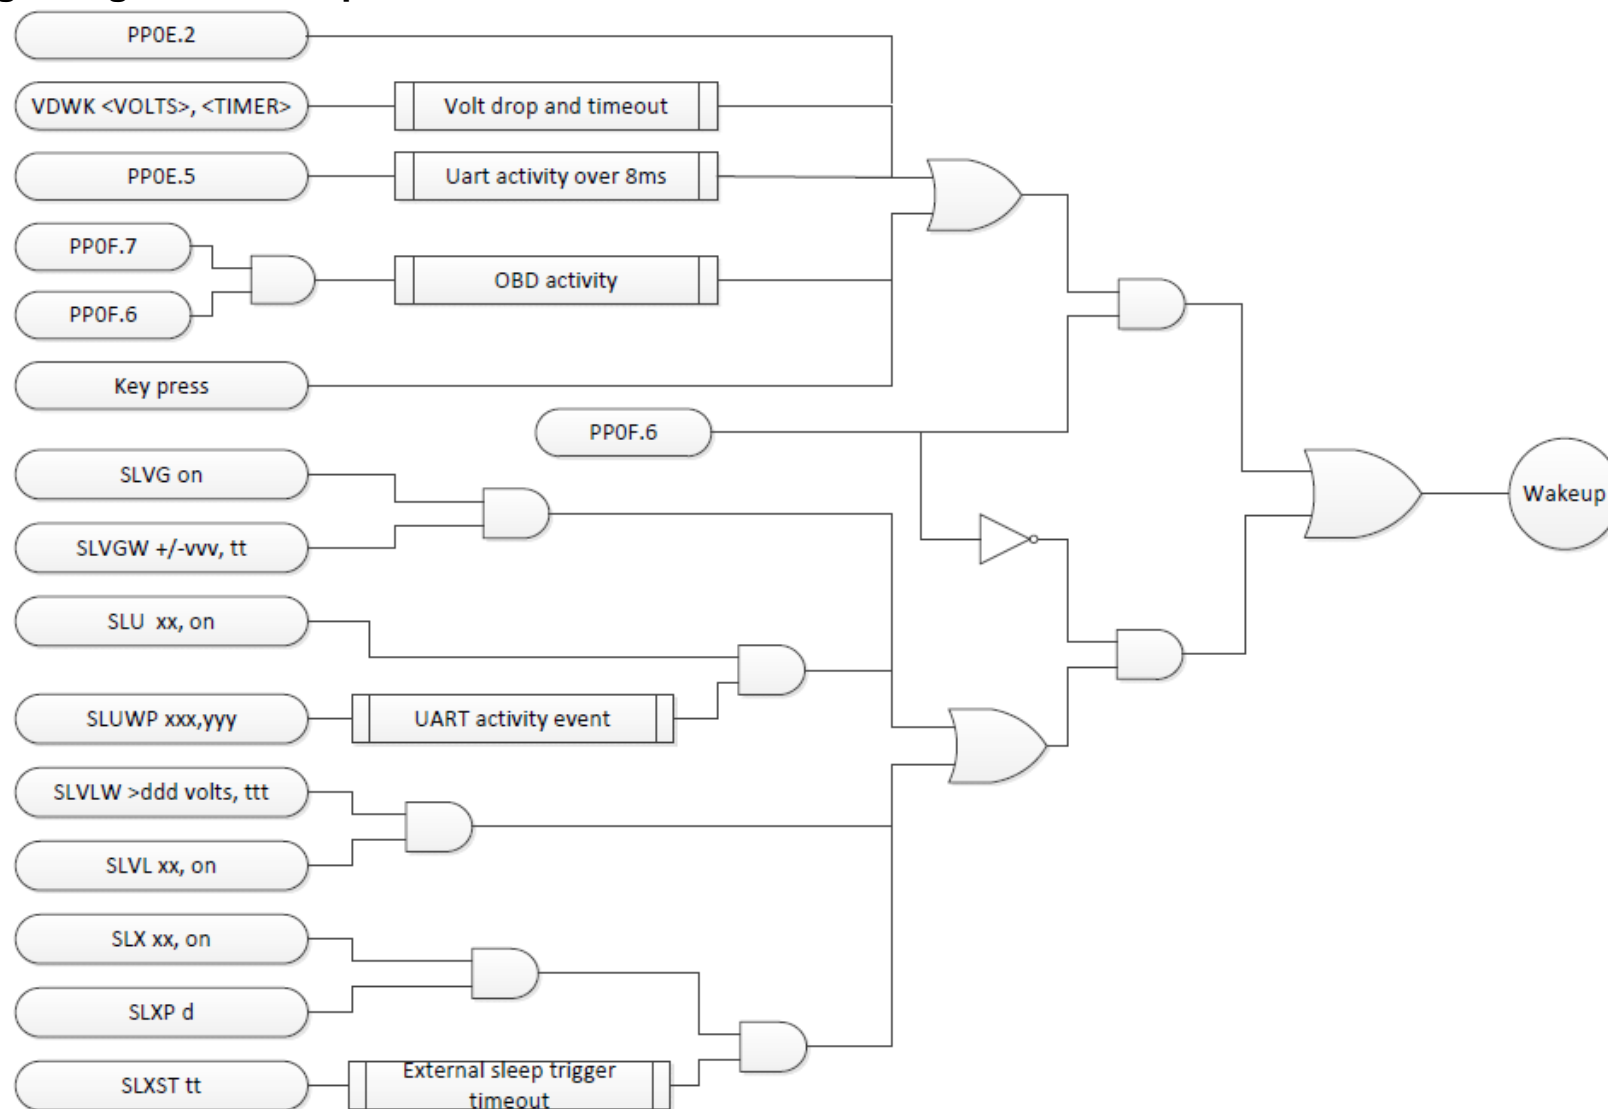 PP0E.2
VDWK <VOLTS>, <TIMER>
Volt drop and timeout
PP0E.5
Uart activity over 8ms
PP0F.7
OBD activity
PP0F.6
Key press
PP0F.6
SLVG on
Wakeup
SLVGW +/-vvv, tt
SLU  xx, on
SLUWP xxx,yyy
UART activity event
SLVLW >ddd volts, ttt
SLVL xx, on
SLX xx, on
SLXP d
SLXST tt
External sleep trigger
timeout